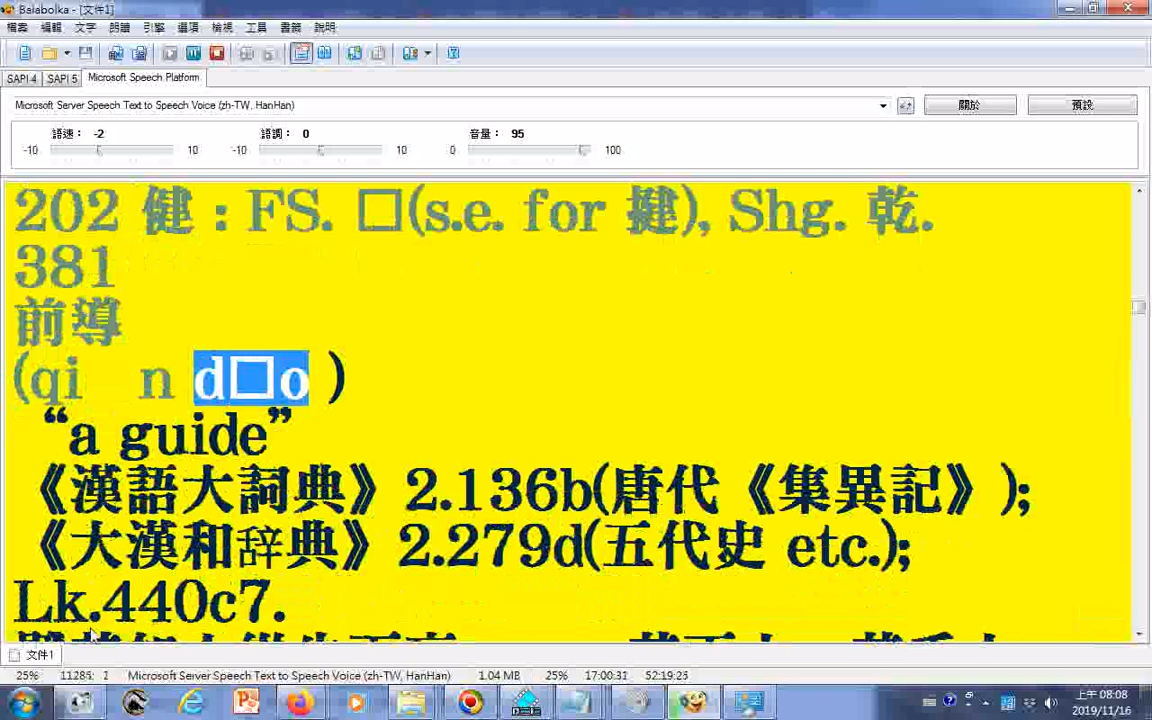 Balabolka - [文件1]
檔案 編輯 文字 朗讀 引擎 選項 檢視 工具 書籤 說明
SAPI 4 SAPI 5 Microsoft Speech Platform
Microsoft Server Speech Text to Speech Voice (zh-TW, HanHan) 關於 預設
語速： -2 語調： 0 音量： 95
-10 10 -10 10 0 100
202 健 : FS. □(s.e. for 揵), Shg. 乾.
381
前導
(qi n d□o )
“a guide”
《漢語大詞典》 2.136b(唐代《集異記》);
《大漢和辞典》 2.279d(五代史 etc.);
Lk.440c7.
文件1
25% 11285: 1 Microsoft Server Speech Text to Speech Voice (zh-TW, HanHan) 1.04 MB 25% 17:00:31 52:19:23
上午 08:08
2019/11/16